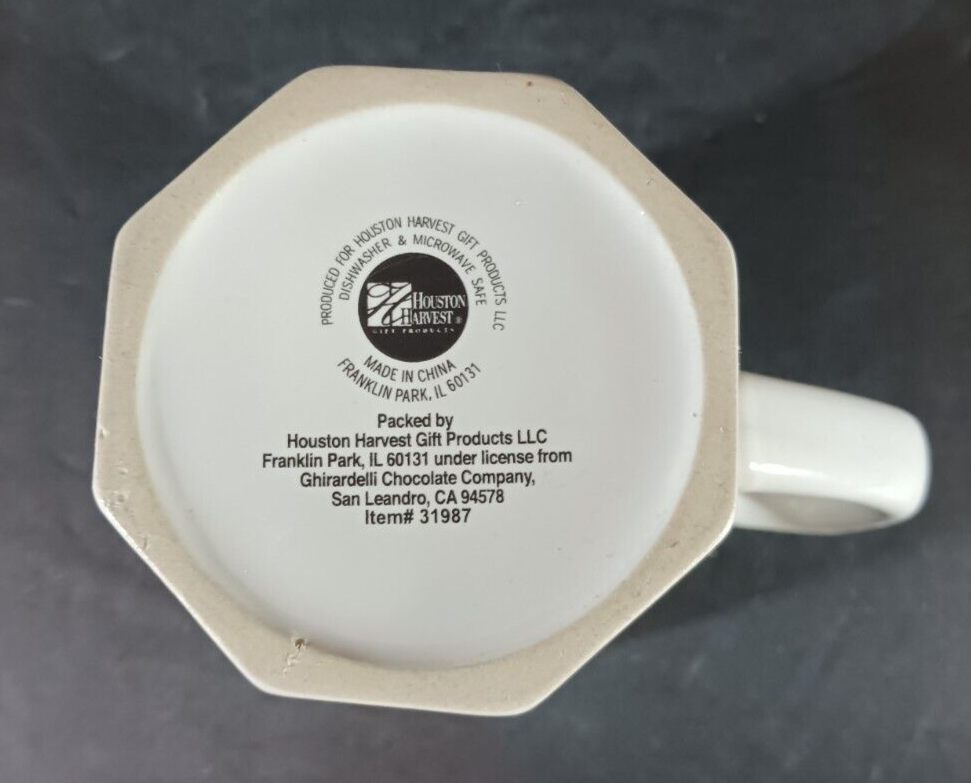 PRODUCED FOR HOUSTON HARVEST GIFT PRODUCTS LLC
DISHWASHER & MICROWAVE SAFE
H HOUSTON
HARVEST®
GIFT PRODUCTS
MADE IN CHINA
FRANKLIN PARK, IL 60131
Packed by
Houston Harvest Gift Products LLC
Franklin Park, IL 60131 under license from
Ghirardelli Chocolate Company,
San Leandro, CA 94578
Item# 31987